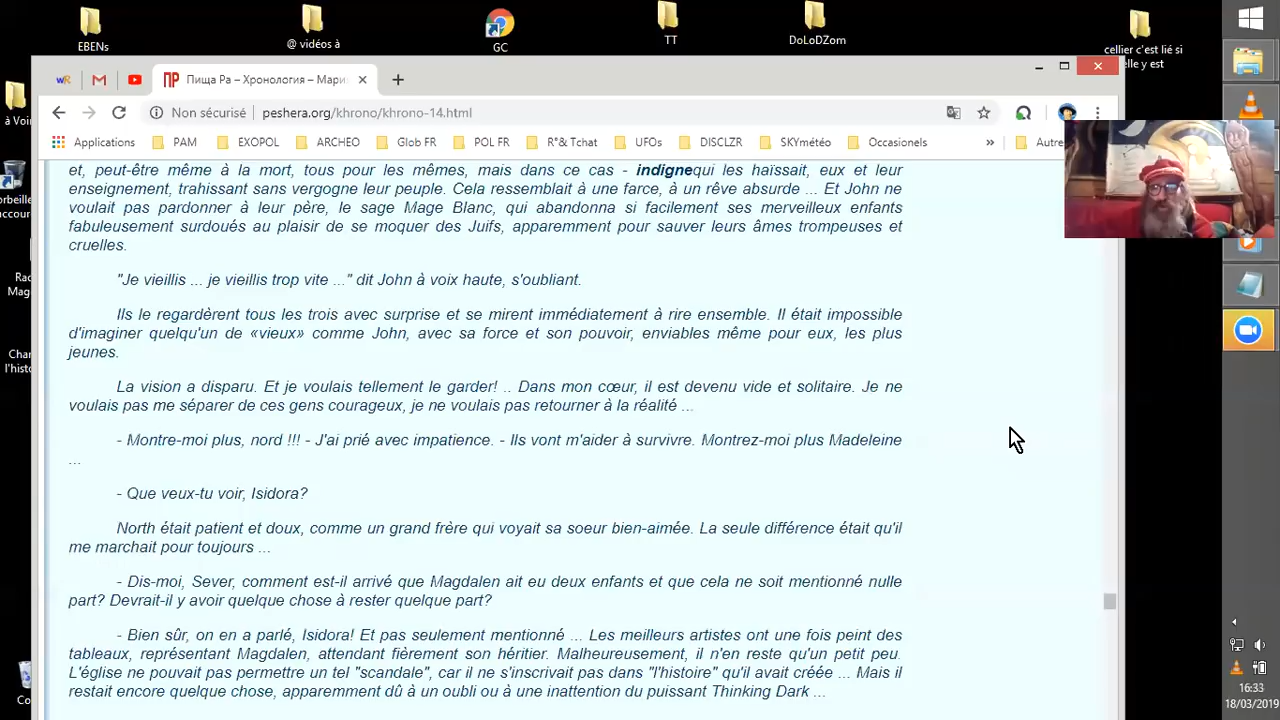 EBENs
@ vidéos à
GC
TT
DoLoDZom
cellier c'est lié si
elle y est
wR
Пища Ра – Хронология – Мари
Non sécurisé
peshera.org/khrono/khrono-14.html
Applications
PAM
EXOPOL
ARCHEO
Glob FR
POL FR
R°& Tchat
UFOs
DISCLZR
SKYmétéo
Occasionels
»
Autre
à Voir
orbeille
accour
Rac
Mag
Char
l'histo
Co
et, peut-être même à la mort, tous pour les mêmes, mais dans ce cas - indignequi les haïssait, eux et leur
enseignement, trahissant sans vergogne leur peuple. Cela ressemblait à une farce, à un rêve absurde ... Et John ne
voulait pas pardonner à leur père, le sage Mage Blanc, qui abandonna si facilement ses merveilleux enfants
fabuleusement surdoués au plaisir de se moquer des Juifs, apparemment pour sauver leurs âmes trompeuses et
cruelles.
"Je vieillis ... je vieillis trop vite ..." dit John à voix haute, s'oubliant.
Ils le regardèrent tous les trois avec surprise et se mirent immédiatement à rire ensemble. Il était impossible
d'imaginer quelqu'un de «vieux» comme John, avec sa force et son pouvoir, enviables même pour eux, les plus
jeunes.
La vision a disparu. Et je voulais tellement le garder! .. Dans mon cœur, il est devenu vide et solitaire. Je ne
voulais pas me séparer de ces gens courageux, je ne voulais pas retourner à la réalité ...
- Montre-moi plus, nord !!! - J'ai prié avec impatience. - Ils vont m'aider à survivre. Montrez-moi plus Madeleine
...
- Que veux-tu voir, Isidora?
North était patient et doux, comme un grand frère qui voyait sa soeur bien-aimée. La seule différence était qu'il
me marchait pour toujours ...
- Dis-moi, Sever, comment est-il arrivé que Magdalen ait eu deux enfants et que cela ne soit mentionné nulle
part? Devrait-il y avoir quelque chose à rester quelque part?
- Bien sûr, on en a parlé, Isidora! Et pas seulement mentionné ... Les meilleurs artistes ont une fois peint des
tableaux, représentant Magdalen, attendant fièrement son héritier. Malheureusement, il n'en reste qu'un petit peu.
L'église ne pouvait pas permettre un tel "scandale", car il ne s'inscrivait pas dans "l'histoire" qu'il avait créée ... Mais il
restait encore quelque chose, apparemment dû à un oubli ou à une inattention du puissant Thinking Dark ...
16:33
18/03/2019